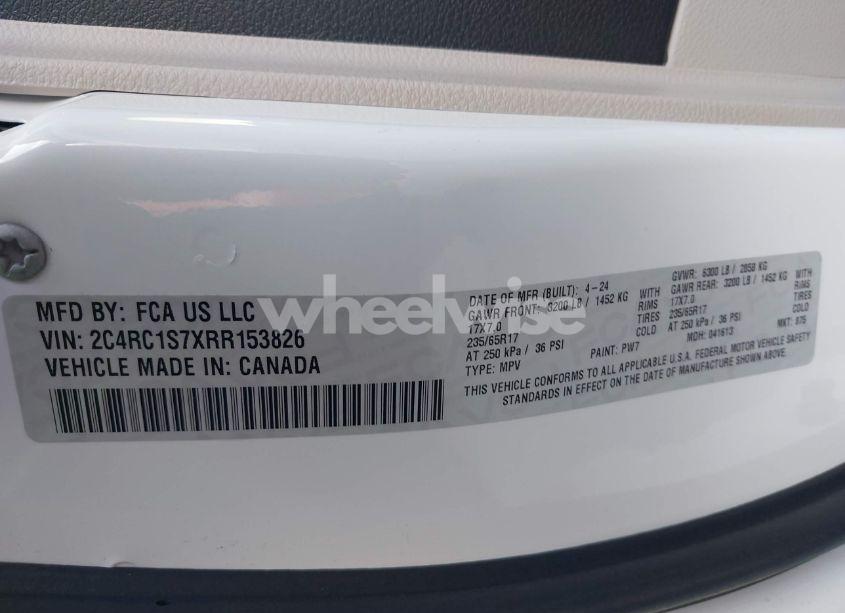 MFD BY: FCA US LLC
VIN: 2C4RC1S7XRR153826
VEHICLE MADE IN: CANADA
DATE OF MFR (BUILT): 4-24 GVWR: 6300 LB / 2858 KG
GAWR FRONT: 3200 LB / 1452 KG WITH GAWR REAR: 3200 LB / 1452 KG WITH
17X7.0 RIMS 17X7.0 RIMS
235/65R17 TIRES 235/65R17 TIRES
AT 250 kPa / 36 PSI COLD AT 250 kPa / 36 PSI COLD
TYPE: MPV PAINT: PW7 MDH: 041613 MKT: 875
THIS VEHICLE CONFORMS TO ALL APPLICABLE U.S.A. FEDERAL MOTOR VEHICLE SAFETY
STANDARDS IN EFFECT ON THE DATE OF MANUFACTURE SHOWN ABOVE.
wheelwise